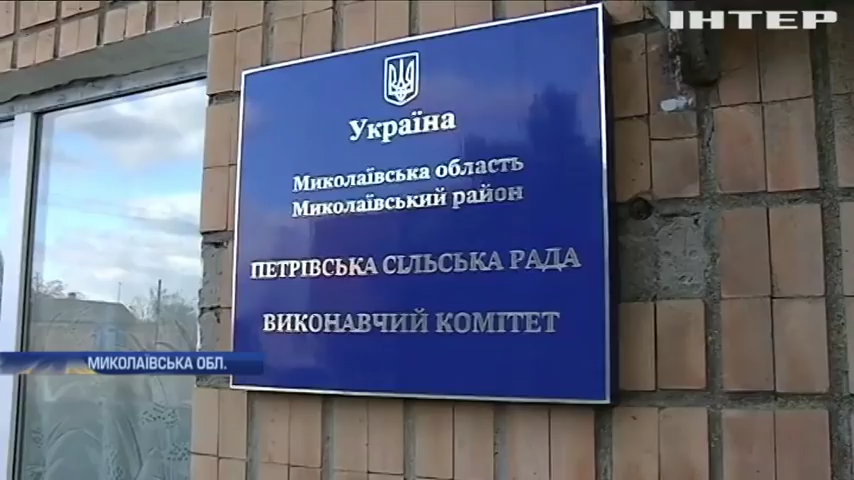 ІНТЕР
Україна
Миколаївська область
Миколаївський район
ПЕТРІВСЬКА СІЛЬСЬКА РАДА
ВИКОНАВЧИЙ КОМІТЕТ
МИКОЛАЇВСЬКА ОБЛ.